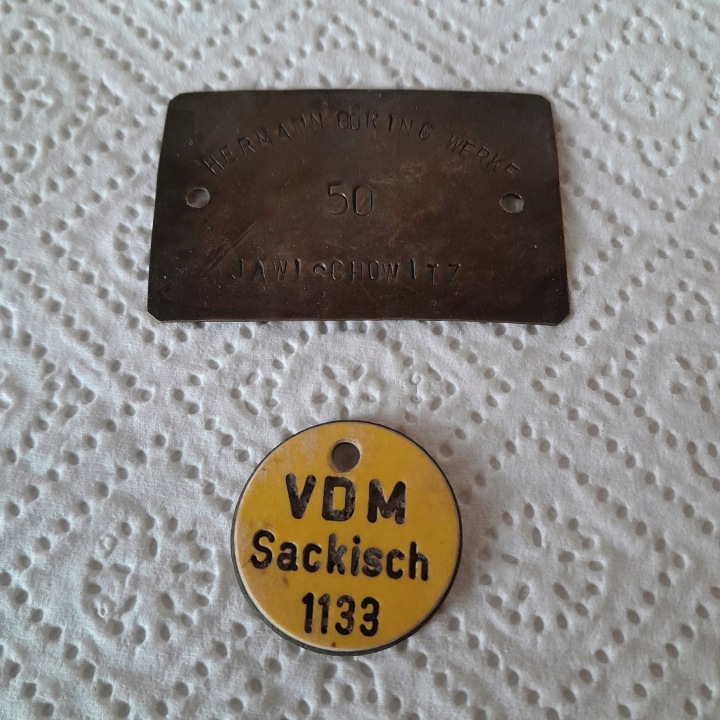 HERMANN GÖRING WERKE
50
JAWISCHOWITZ
VDM
Sackisch
1133